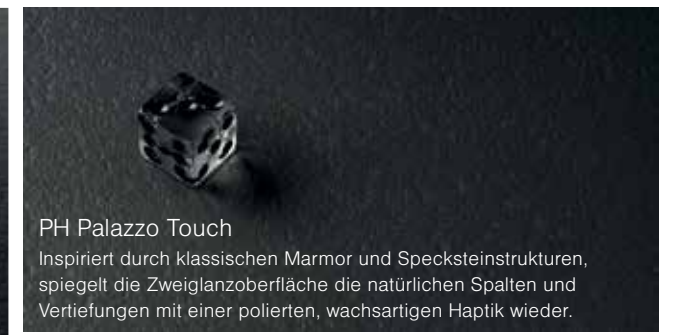 PH Palazzo Touch
Inspiriert durch klassischen Marmor und Specksteinstrukturen,
spiegelt die Zweiglanzoberfläche die natürlichen Spalten und
Vertiefungen mit einer polierten, wachsartigen Haptik wieder.